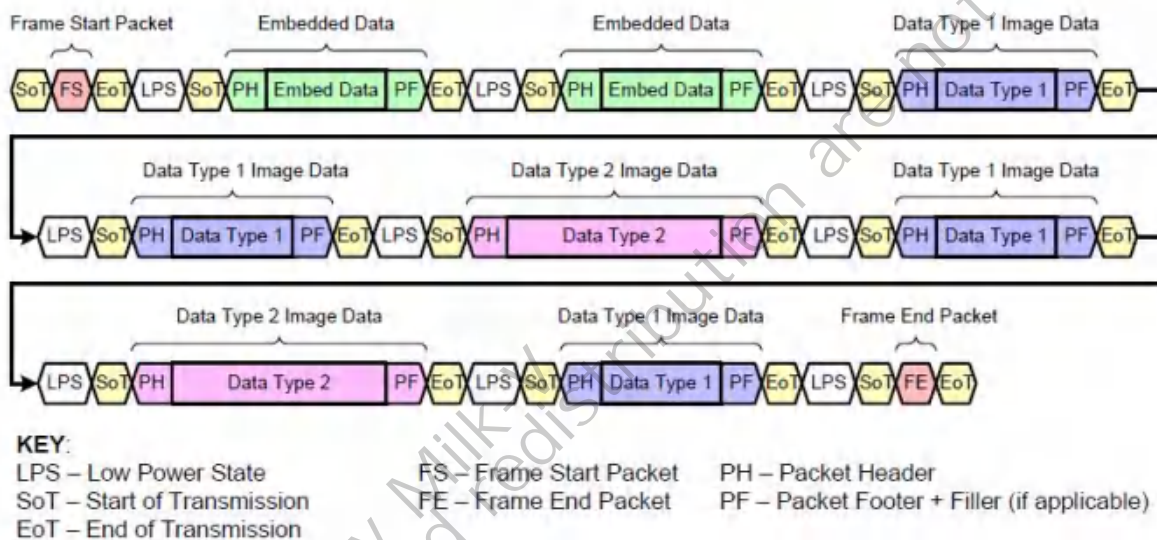 Frame Start Packet Embedded Data Embedded Data Data Type 1 Image Data
SoT FS EoT LPS SoT PH Embed Data PF EoT LPS SoT PH Embed Data PF EoT LPS SoT PH Data Type 1 PF EoT
Data Type 1 Image Data Data Type 2 Image Data Data Type 1 Image Data
LPS SoT PH Data Type 1 PF EoT LPS SoT PH Data Type 2 PF EoT LPS SoT PH Data Type 1 PF EoT
Data Type 2 Image Data Data Type 1 Image Data Frame End Packet
LPS SoT PH Data Type 2 PF EoT LPS SoT PH Data Type 1 PF EoT LPS SoT FE EoT
KEY:
LPS – Low Power State FS – Frame Start Packet PH – Packet Header
SoT – Start of Transmission FE – Frame End Packet PF – Packet Footer + Filler (if applicable)
EoT – End of Transmission
Milk-V
redistribution are not